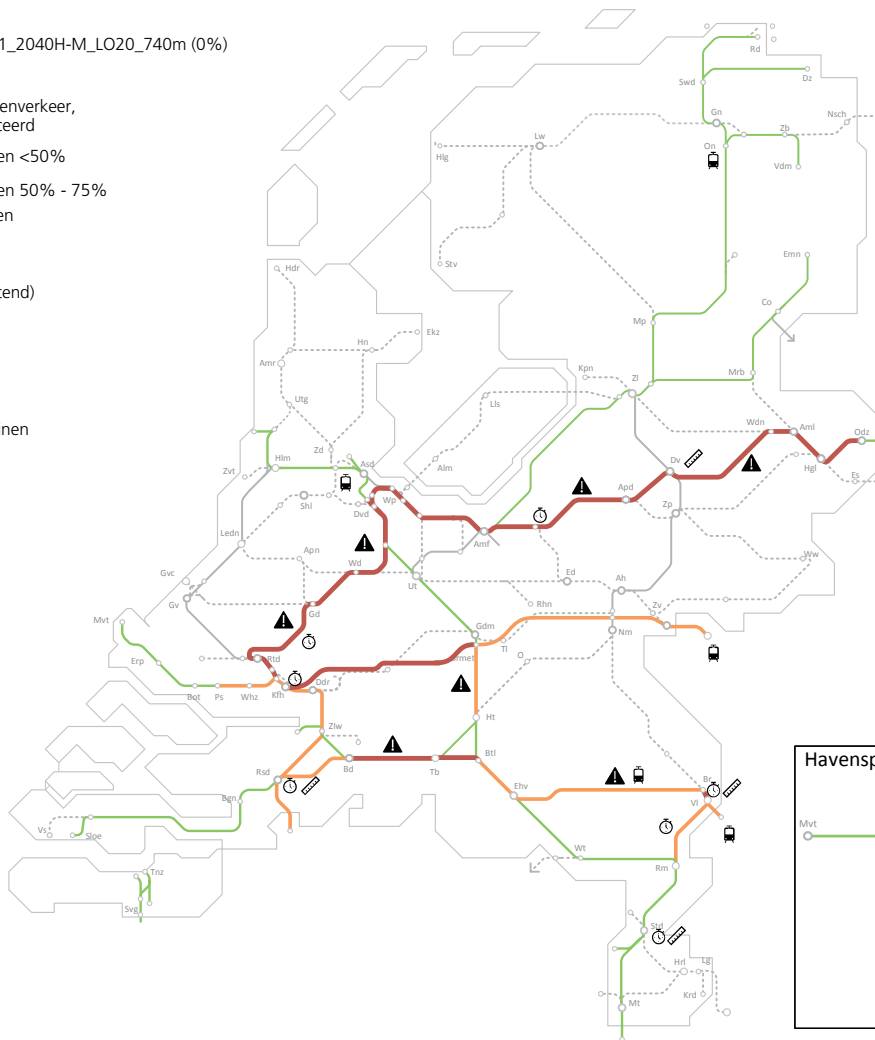 1_2040H-M_LO20_740m (0%)
enverkeer,
ceerd
en <50%
en 50% - 75%
en
tend)
nen
Rd
Swd
Dz
Gn
Nsch
Zb
On
Vdm
Lw
Hlg
Stv
Emn
Hdr
Co
Mp
Ekz
Hn
Amr
Kpn
Zl
Mrb
Utg
Lls
Wdn
Aml
Odz
Zd
Hlm
Asd
Alm
Dv
Hgl
Zvt
Es
Shl
Wp
Apd
Zp
Dvd
Ledn
Amf
Apn
Wd
Ww
Gvc
Ut
Ed
Ah
Gv
Gd
Rhn
Zv
Mvt
Gdm
Nm
Tl
Erp
Rtd
rmet
O
Bot
Ps
Whz
Kfh
Ddr
Ht
Zlw
Btl
Rsd
Bd
Tb
Br
Ehv
Vl
Bgn
Vs
Sloe
Wt
Rm
Tnz
Svg
Std
Hrl
Lg
Krd
Mt
Havensp
Mvt